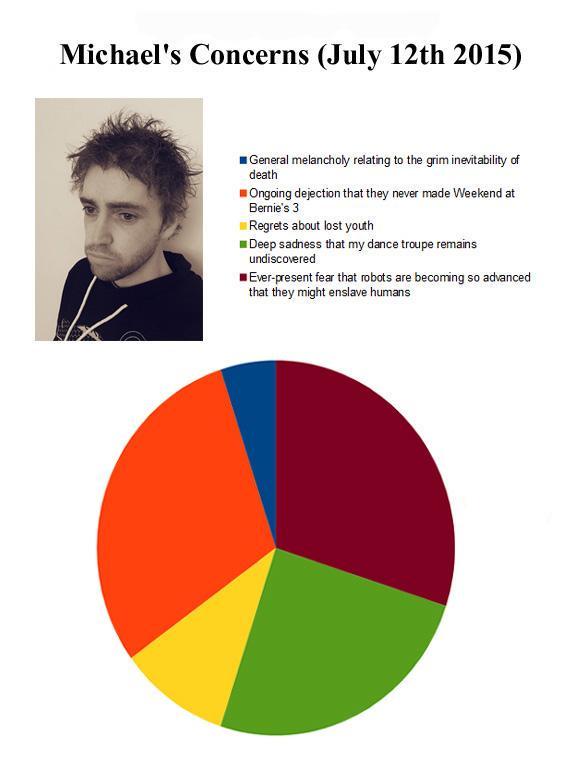 Michael's Concerns (July 12th 2015)
General melancholy relating to the grim inevitability of
death
Ongoing dejection that they never made Weekend at
Bernie's 3
Regrets about lost youth
Deep sadness that my dance troupe remains
undiscovered
Ever-present fear that robots are becoming so advanced
that they might enslave humans